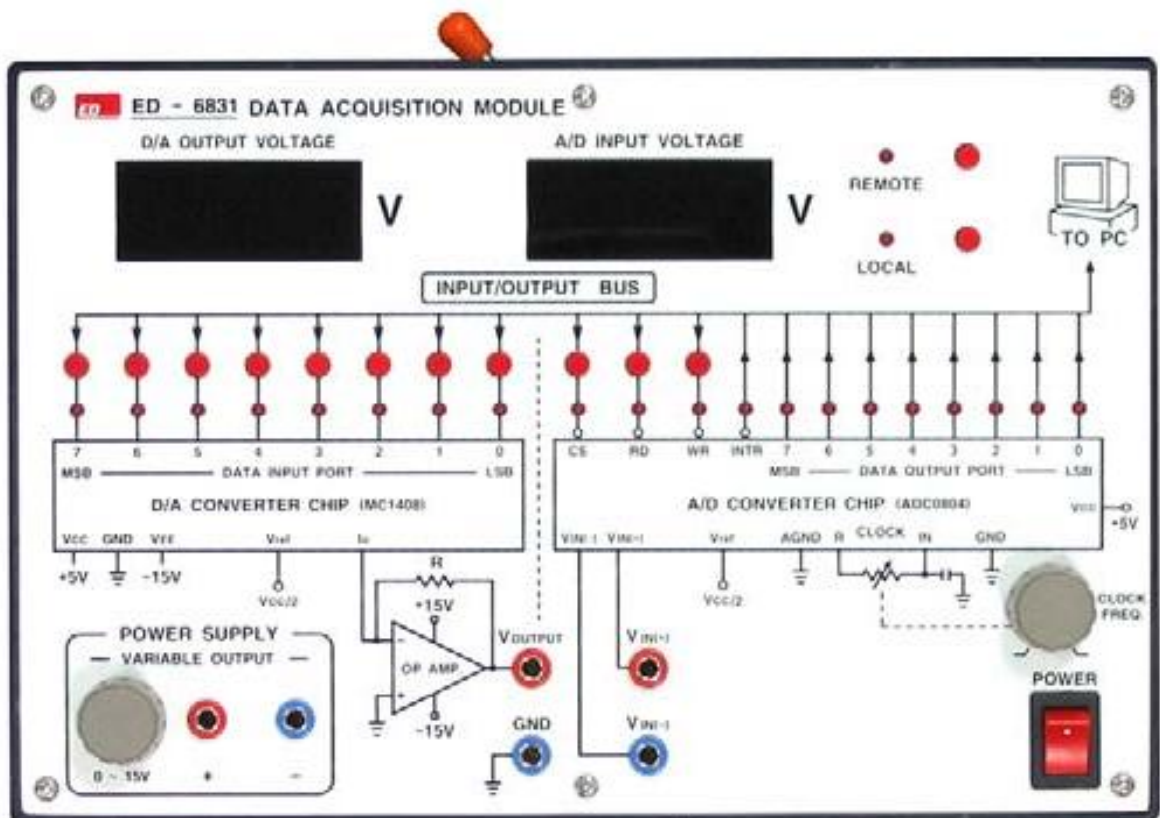 ED ED - 6831 DATA ACQUISITION MODULE
D/A OUTPUT VOLTAGE
A/D INPUT VOLTAGE
V
V
REMOTE
LOCAL
TO PC
INPUT/OUTPUT BUS
7 6 5 4 3 2 1 0
MSB DATA INPUT PORT LSB
D/A CONVERTER CHIP (MC1408)
VCC GND VEE Vref Io
+5V -15V
VCC/2
CS RD WR INTR 7 6 5 4 3 2 1 0
MSB DATA OUTPUT PORT LSB
A/D CONVERTER CHIP (ADC0804)
VCC
+5V
VIN(-) VIN(-) Vref AGND R CLOCK IN GND
VCC/2
CLOCK
FREQ.
R
+15V
- OP AMP
+
-15V
VOUTPUT
GND
VIN(-)
VIN(-)
POWER SUPPLY
VARIABLE OUTPUT
0 ~ 15V + -
POWER